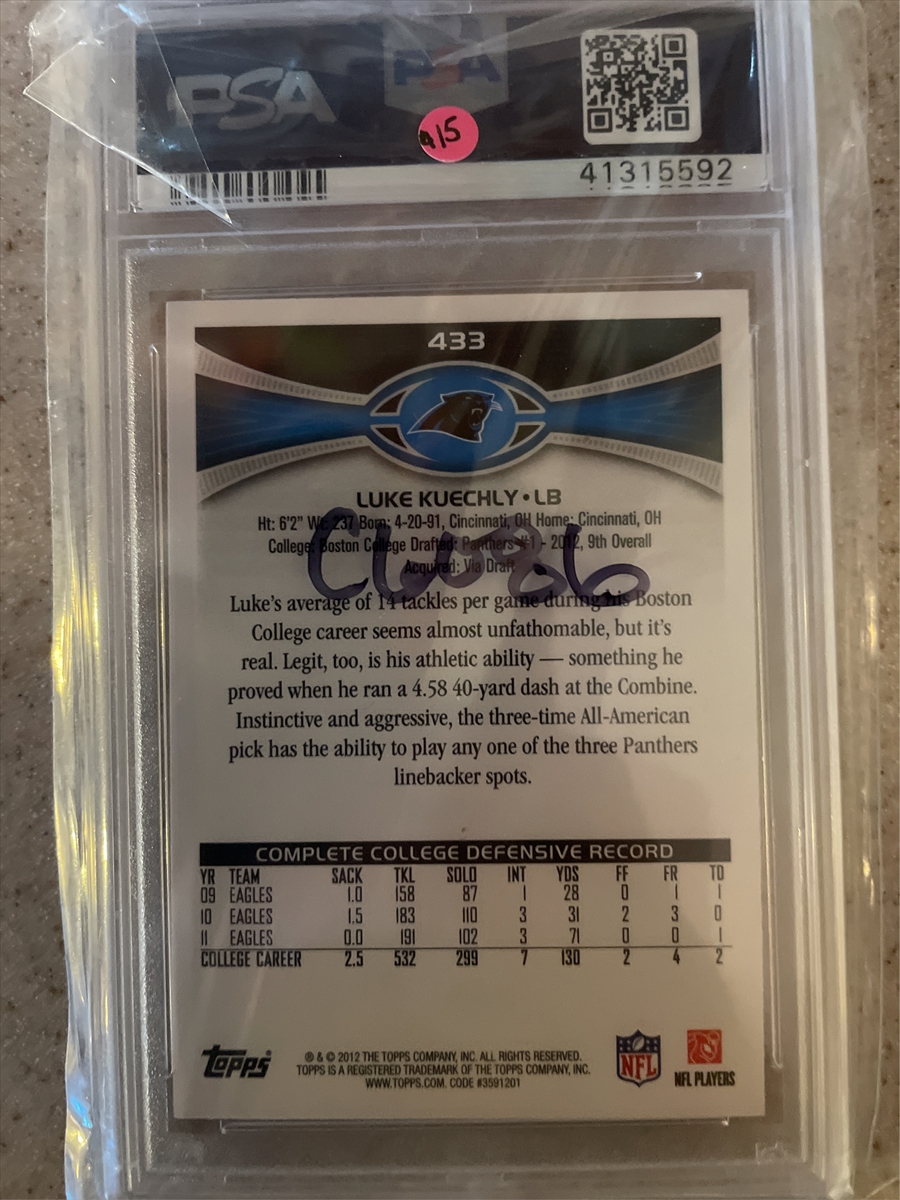 PSA
PSA
415
41315592
433
LUKE KUECHLY • LB
Ht: 6'2" Wt: 237 Born: 4-20-91, Cincinnati, OH Home: Cincinnati, OH
College: Boston College Drafted: Panthers #1 - 2012, 9th Overall
Acquired: Via Draft
Luke's average of 14 tackles per game during his Boston
College career seems almost unfathomable, but it's
real. Legit, too, is his athletic ability — something he
proved when he ran a 4.58 40-yard dash at the Combine.
Instinctive and aggressive, the three-time All-American
pick has the ability to play any one of the three Panthers
linebacker spots.
COMPLETE COLLEGE DEFENSIVE RECORD
YR TEAM SACK TKL SOLO INT YDS FF FR TD
09 EAGLES 1.0 158 87 1 28 0 1 1
10 EAGLES 1.5 183 110 3 31 2 3 0
11 EAGLES 0.0 191 102 3 71 0 0 1
COLLEGE CAREER 2.5 532 299 7 130 2 4 2
topps
® & © 2012 THE TOPPS COMPANY, INC. ALL RIGHTS RESERVED.
TOPPS IS A REGISTERED TRADEMARK OF THE TOPPS COMPANY, INC.
WWW.TOPPS.COM. CODE #3591201
NFL
NFL PLAYERS